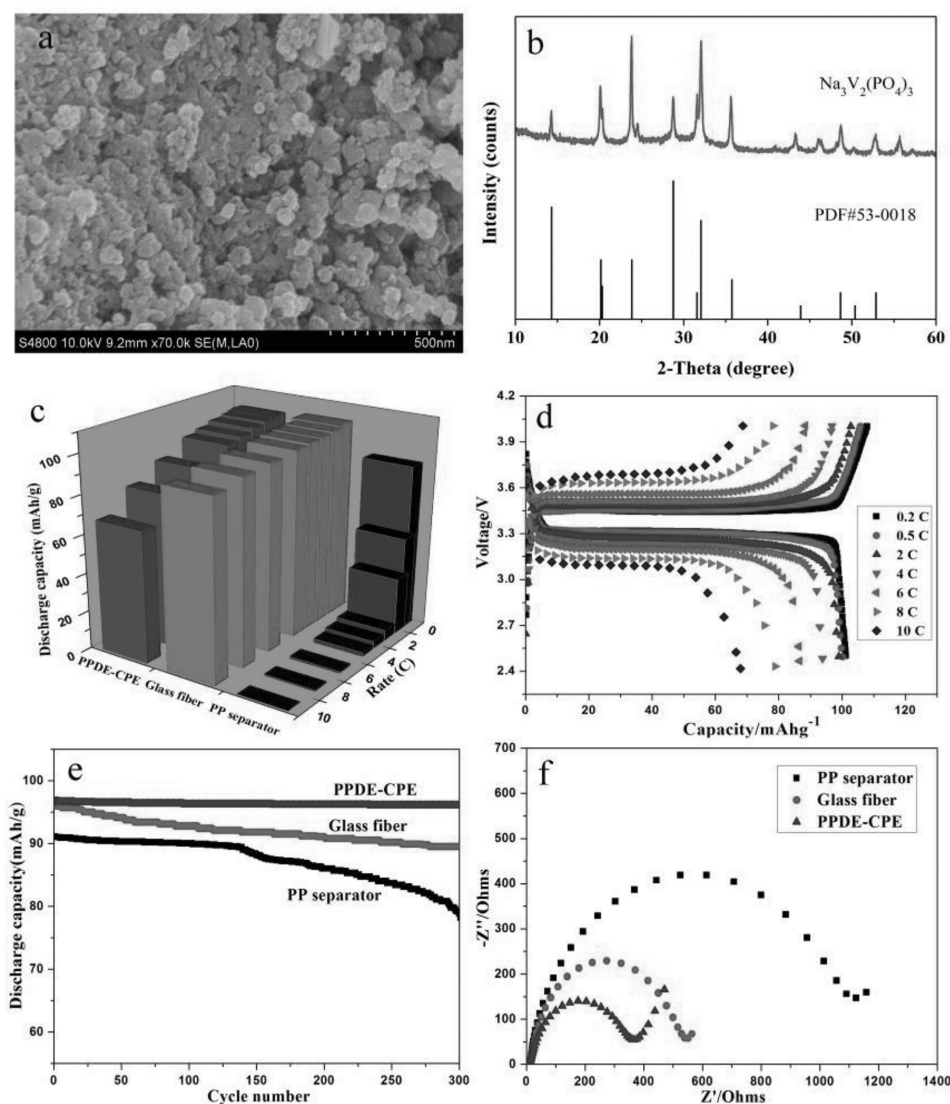 a
S4800 10.0kV 9.2mm x70.0k SE(M,LA0)
500nm
b
Na3V2(PO4)3
PDF#53-0018
Intensity (counts)
10 20 30 40 50 60
2-Theta (degree)
c
100
80
60
40
20
0
Discharge capacity (mAh/g)
PPDE-CPE Glass fiber PP separator
0
2
4
6
8
10
Rate (C)
d
4.2
3.9
3.6
3.3
3.0
2.7
2.4
Voltage/V
0.2 C
0.5 C
2 C
4 C
6 C
8 C
10 C
0 20 40 60 80 100 120
Capacity/mAhg-1
e
100
90
80
70
60
Discharge capacity(mAh/g)
PPDE-CPE
Glass fiber
PP separator
0 50 100 150 200 250 300
Cycle number
f
700
600
500
400
300
200
100
0
-Z''/Ohms
PP separator
Glass fiber
PPDE-CPE
0 200 400 600 800 1000 1200 1400
Z'/Ohms